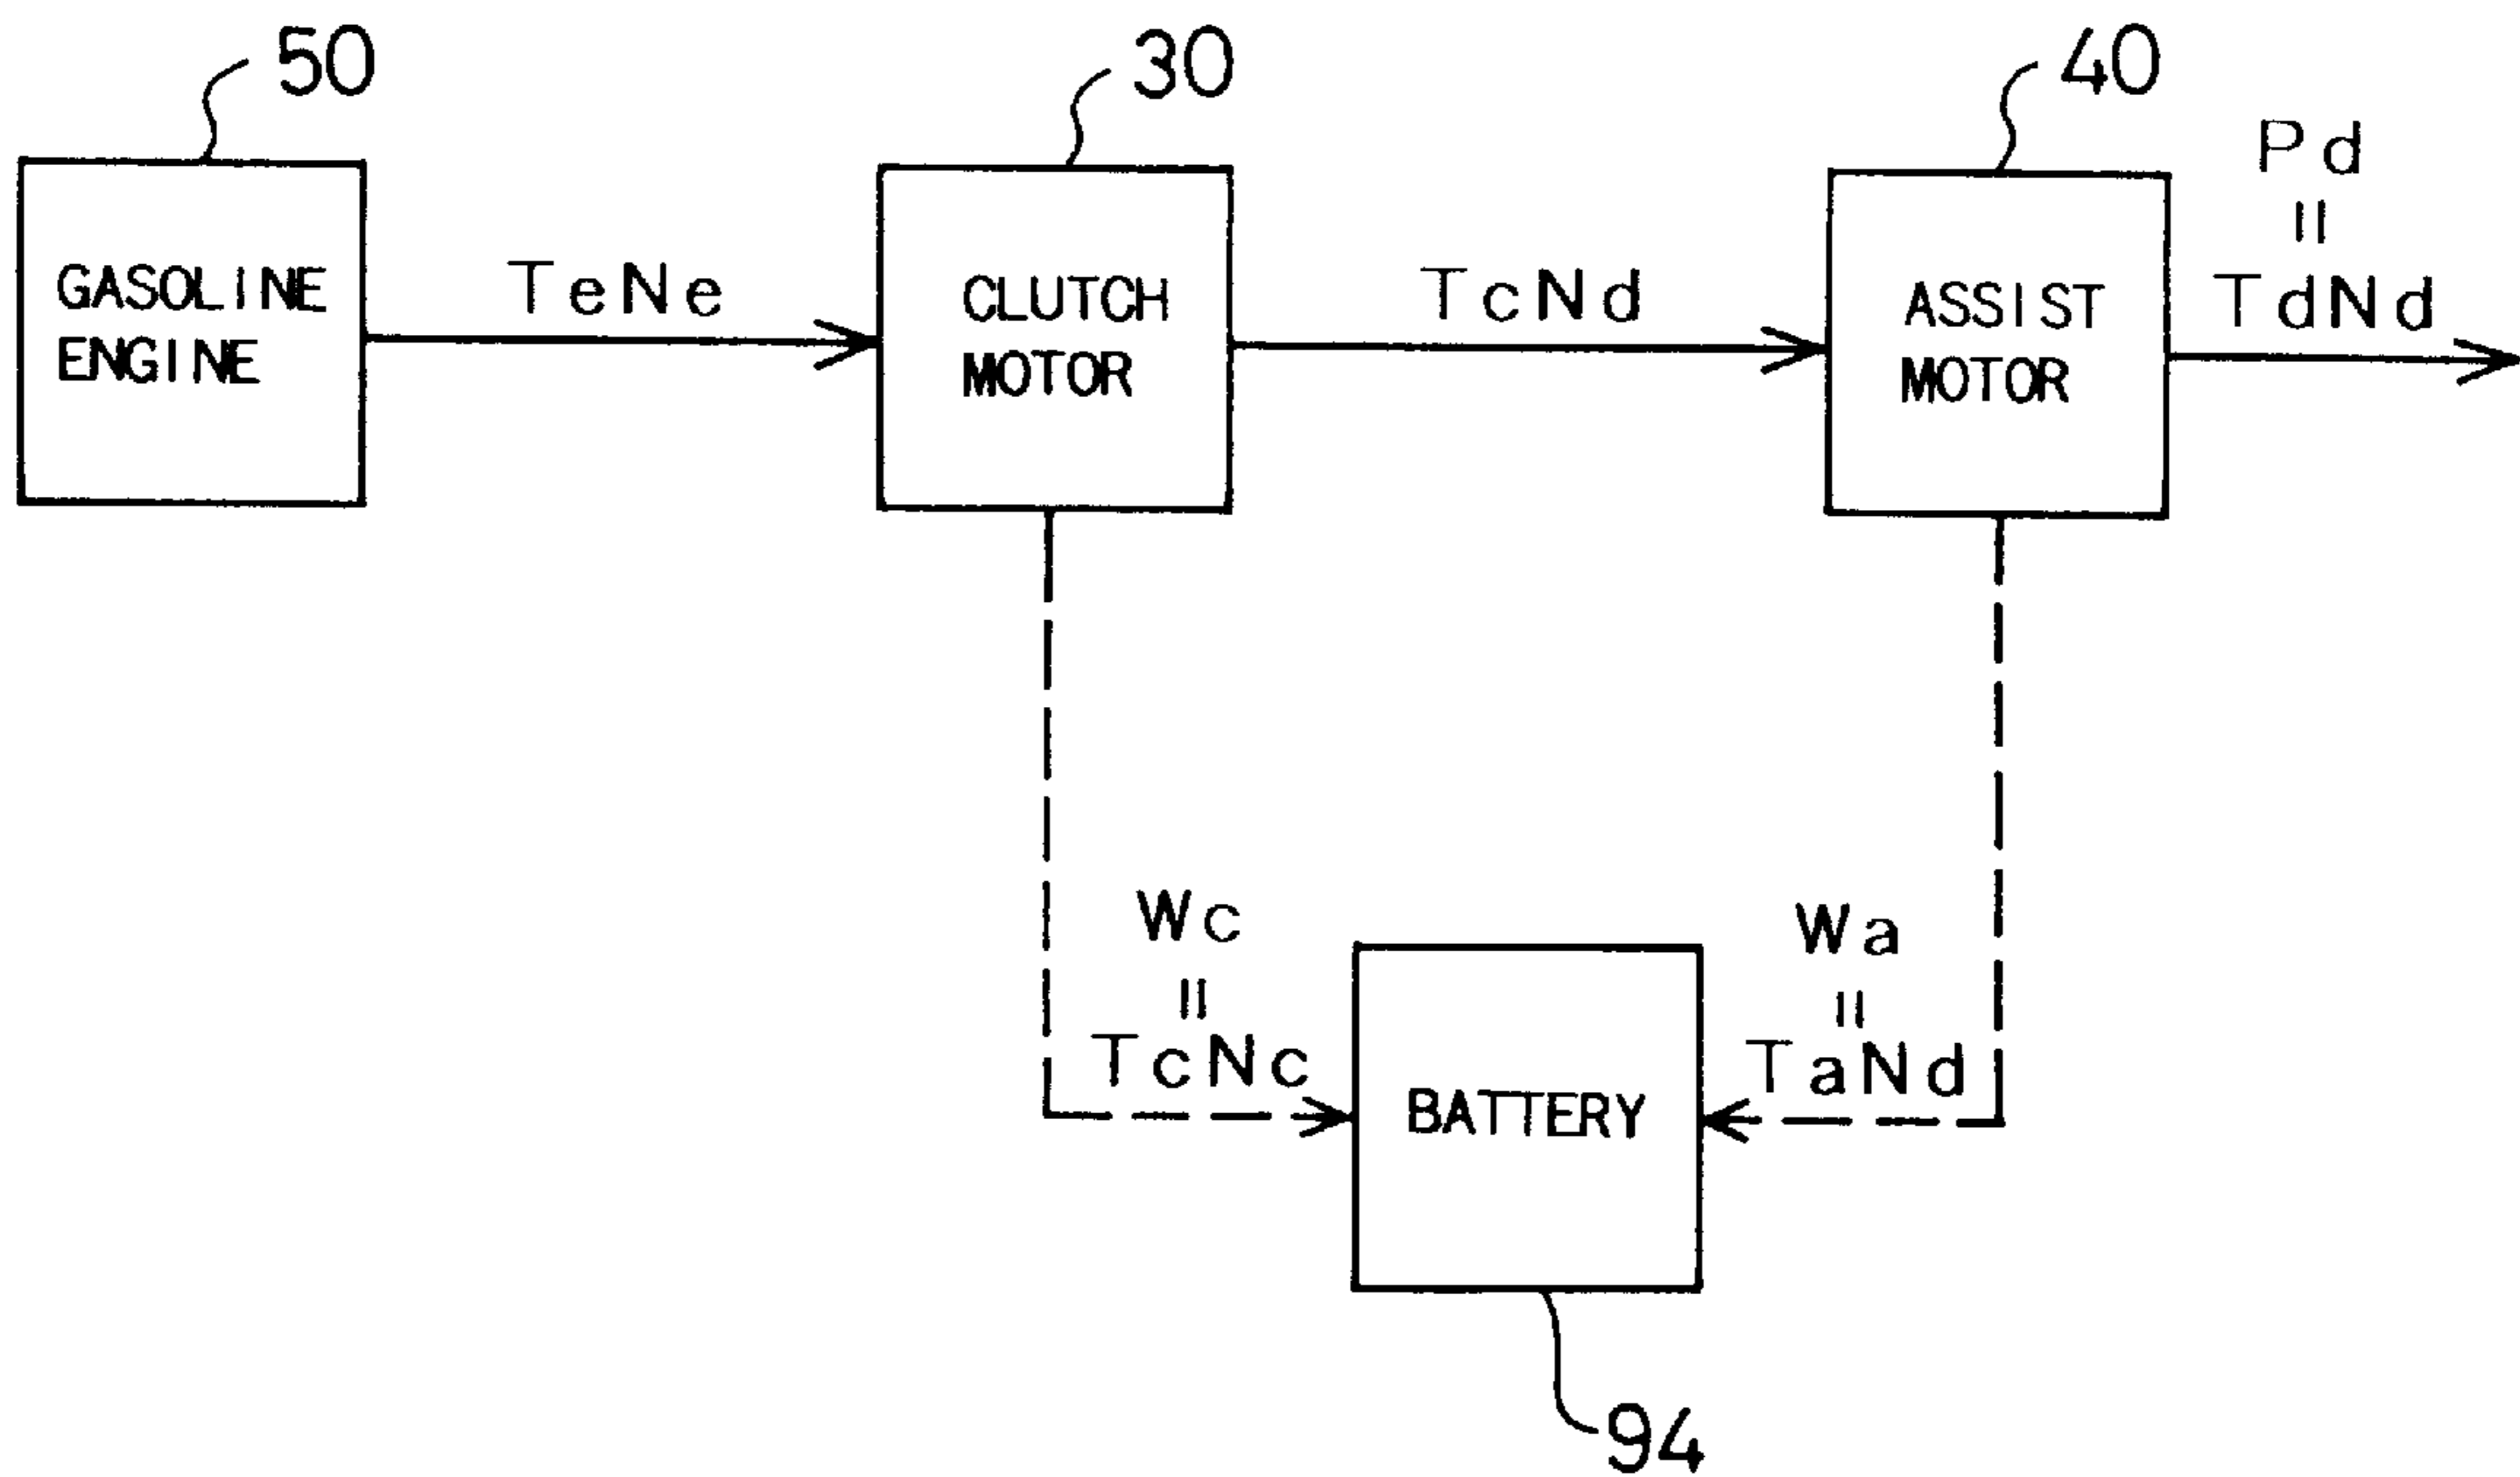 50
30
40
GASOLINE
ENGINE
TeNe
CLUTCH
MOTOR
TcNd
ASSIST
MOTOR
Pd
=
TdNd
Wc
=
TcNc
BATTERY
Wa
=
TaNd
94